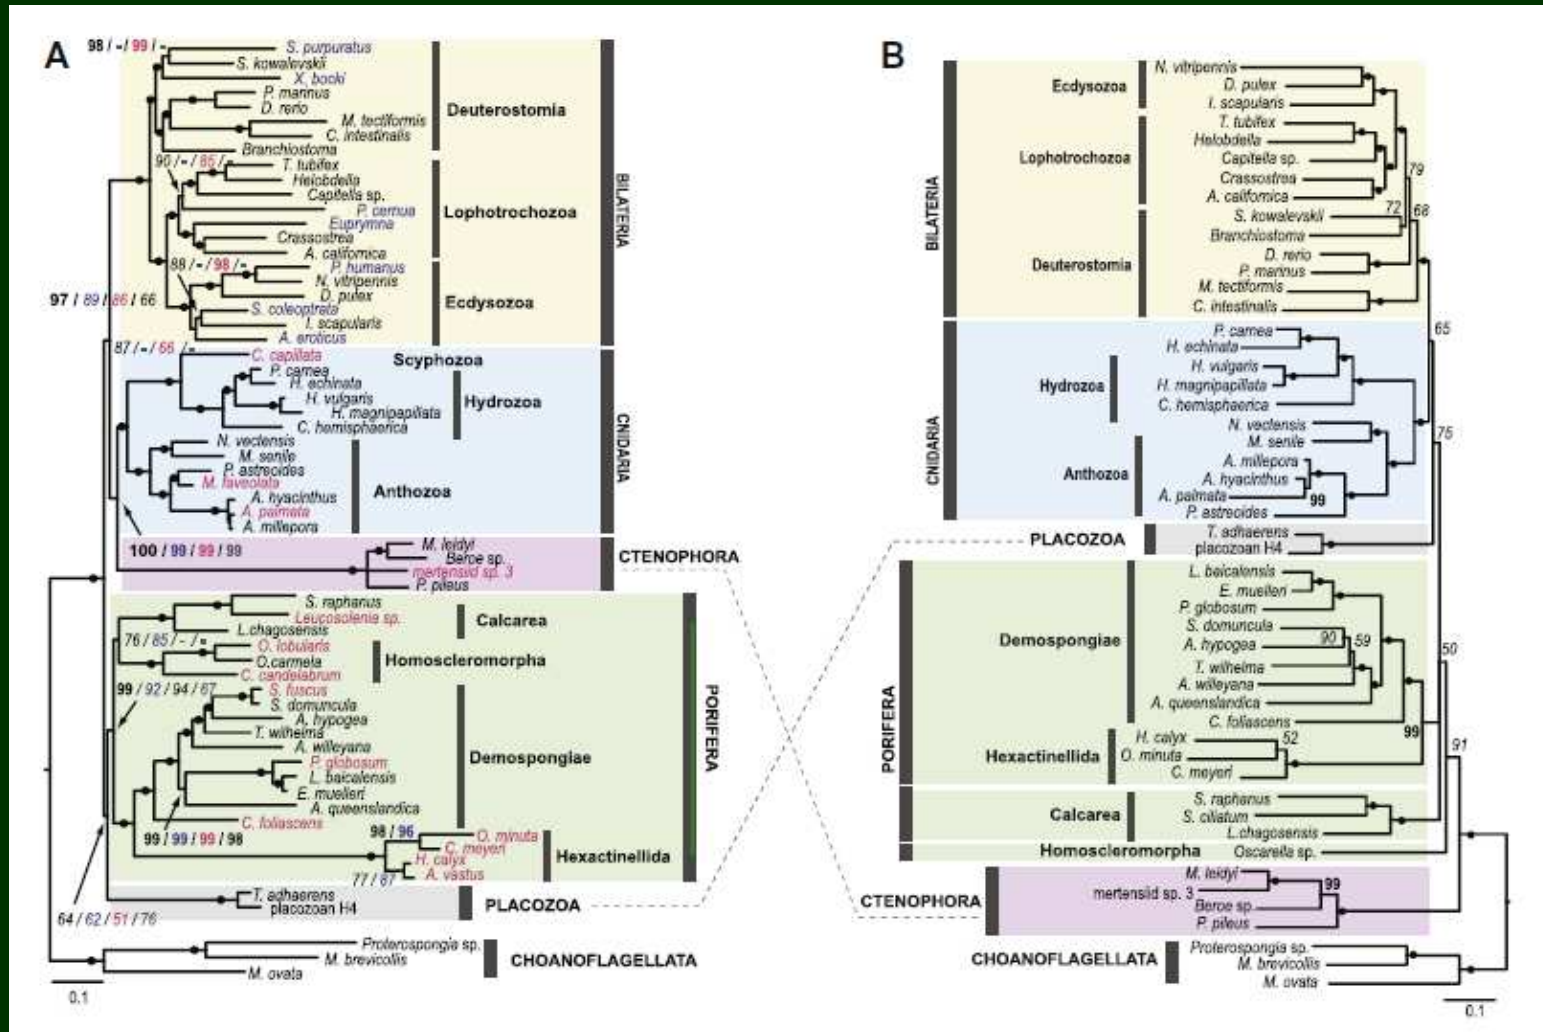 A
98 / - / 99 / -
S. purpuratus
S. kowalevskii
X. bocki
P. marinus
D. rerio
M. tectiformis
C. intestinalis
Branchiostoma
Deuterostomia
90 / - / 85 / -
T. tubifex
Helobdella
Capitella sp.
P. cernua
Euprymna
Crassostrea
A. californica
Lophotrochozoa
BILATERIA
88 / - / 98 / -
P. humanus
N. vitripennis
D. pulex
S. coleoptrata
I. scapularis
A. eroticus
Ecdysozoa
97 / 89 / 86 / 66
87 / - / 66 / -
C. capillata
Scyphozoa
P. carnea
H. echinata
H. vulgaris
H. magnipapillata
C. hemisphaerica
Hydrozoa
N. vectensis
M. senile
P. astreoides
M. faveolata
A. hyacinthus
A. palmata
A. millepora
Anthozoa
CNIDARIA
100 / 99 / 99 / 99
M. leidyi
Beroe sp.
mertensiid sp. 3
P. pileus
CTENOPHORA
S. raphanus
Leucosolenia sp.
L.chagosensis
Calcarea
76 / 85 / - / -
O. lobularis
O.carmela
C. candelabrum
Homoscleromorpha
99 / 92 / 94 / 67
S. fuscus
S. domuncula
A. hypogea
T. wilhelma
A. willeyana
P. globosum
L. baicalensis
E. muelleri
A. queenslandica
C. foliascens
Demospongiae
PORIFERA
99 / 99 / 99 / 98
98 / 96
O. minuta
C. meyeri
H. calyx
A. vastus
Hexactinellida
77 / 87
T. adhaerens
placozoan H4
PLACOZOA
64 / 62 / 51 / 76
Proterospongia sp.
M. brevicollis
M. ovata
CHOANOFLAGELLATA
0.1
B
N. vitripennis
D. pulex
I. scapularis
Ecdysozoa
T. tubifex
Helobdella
Capitella sp.
Crassostrea
A. californica
Lophotrochozoa
79
S. kowalevskii
72
68
Branchiostoma
D. rerio
P. marinus
M. tectiformis
C. intestinalis
Deuterostomia
BILATERIA
65
P. carnea
H. echinata
H. vulgaris
H. magnipapillata
C. hemisphaerica
Hydrozoa
N. vectensis
M. senile
75
A. millepora
A. hyacinthus
A. palmata
99
P. astreoides
Anthozoa
CNIDARIA
T. adhaerens
placozoan H4
PLACOZOA
L. baicalensis
E. muelleri
P. globosum
S. domuncula
A. hypogea
90
59
50
T. wilhelma
A. willeyana
A. queenslandica
C. foliascens
Demospongiae
99
H. calyx
52
91
O. minuta
C. meyeri
Hexactinellida
PORIFERA
S. raphanus
S. ciliatum
L.chagosensis
Calcarea
Homoscleromorpha
Oscarella sp.
M. leidyi
99
mertensiid sp. 3
Beroe sp.
P. pileus
CTENOPHORA
Proterospongia sp.
M. brevicollis
M. ovata
CHOANOFLAGELLATA
0.1